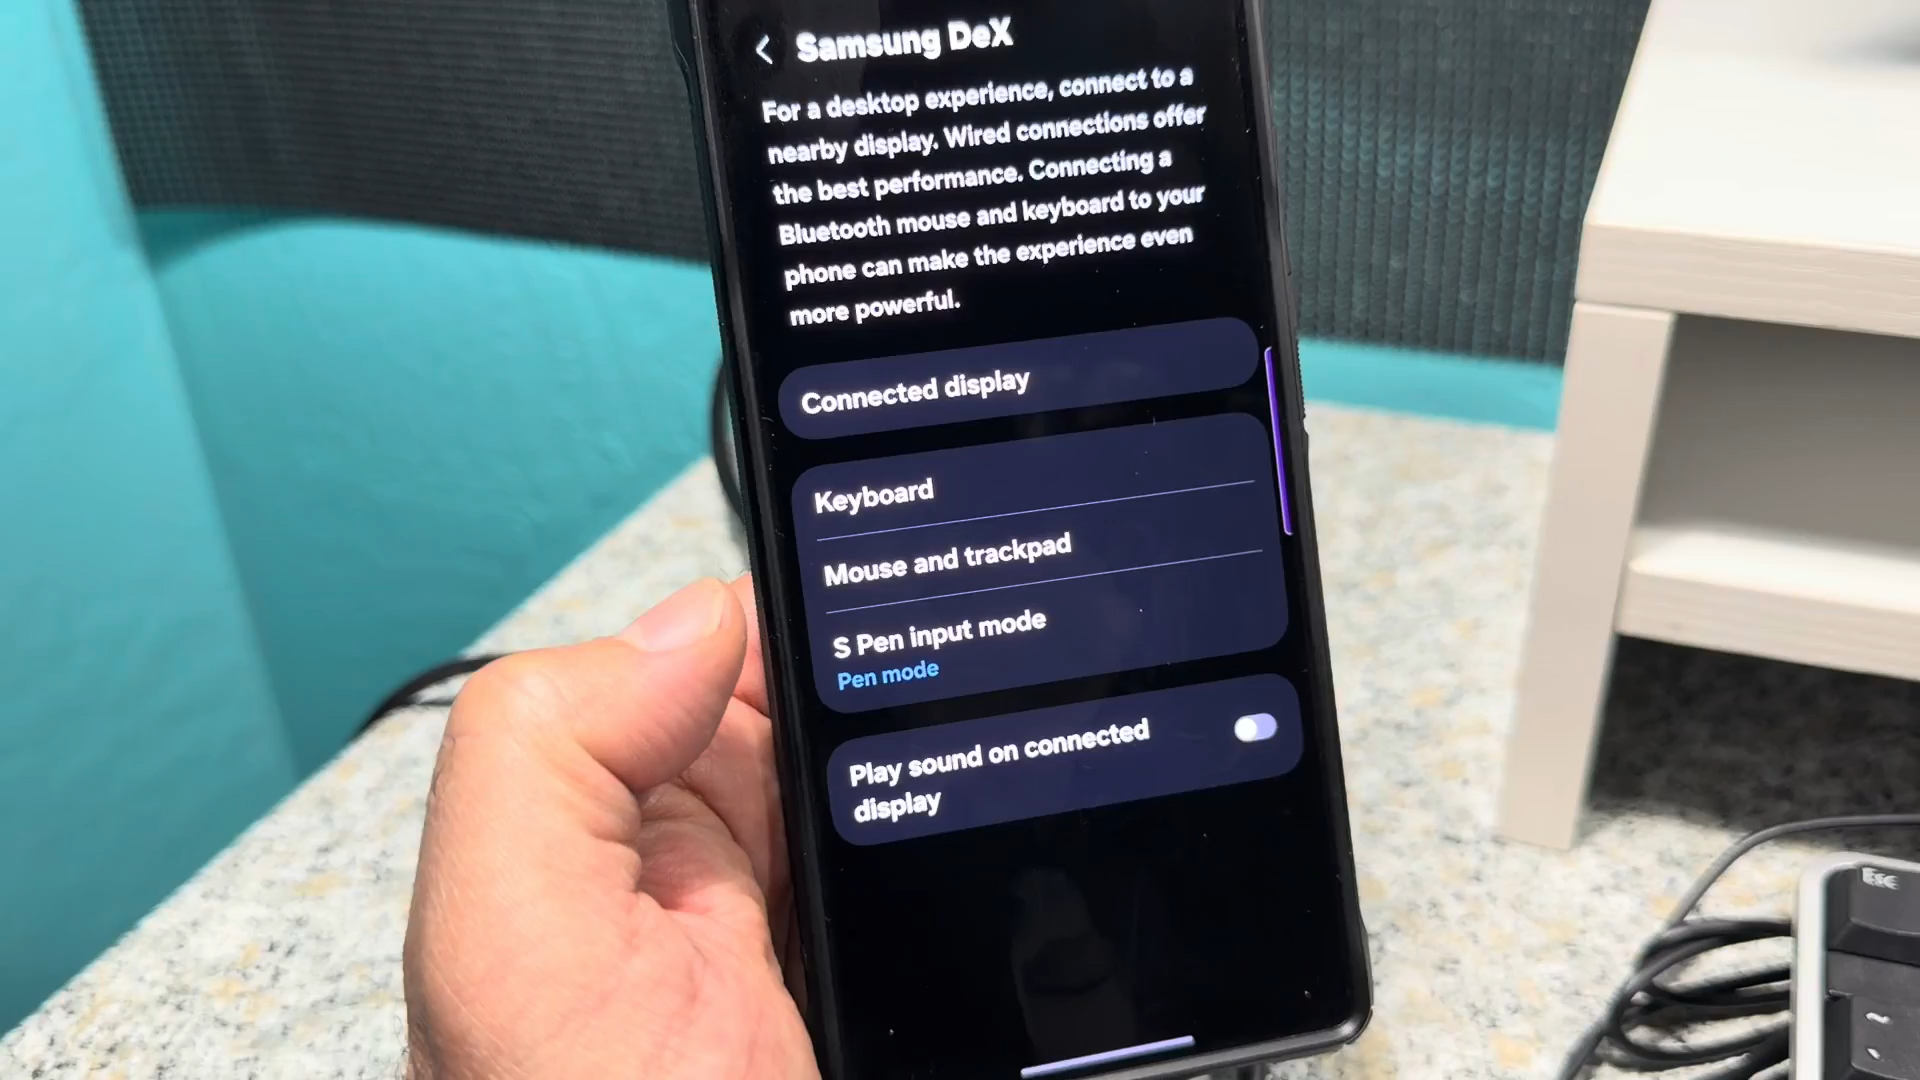 Samsung DeX
For a desktop experience, connect to a
nearby display. Wired connections offer
the best performance. Connecting a
Bluetooth mouse and keyboard to your
phone can make the experience even
more powerful.
Connected display
Keyboard
Mouse and trackpad
S Pen input mode
Pen mode
Play sound on connected
display
Esc
~